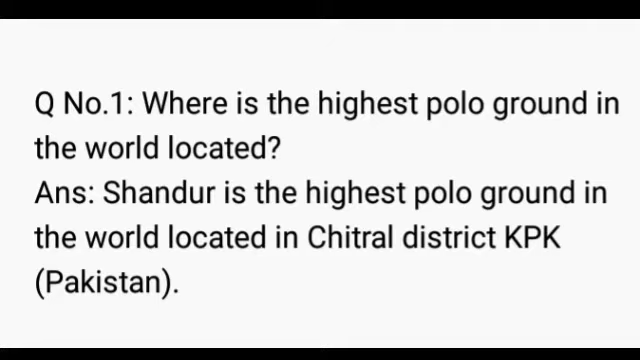 Q No.1: Where is the highest polo ground in
the world located?
Ans: Shandur is the highest polo ground in
the world located in Chitral district KPK
(Pakistan).